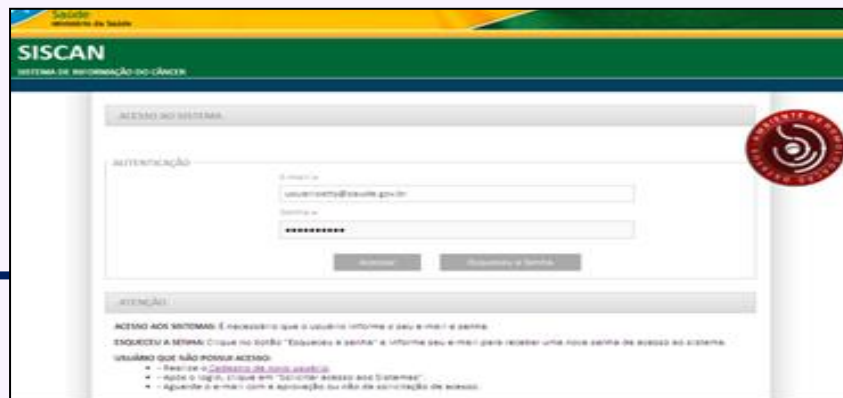 Saúde
Ministério da Saúde
SISCAN
SISTEMA DE INFORMAÇÃO DO CÂNCER
AMBIENTE DE HOMOLOGAÇÃO DATASUS
ACESSO AO SISTEMA
AUTENTICAÇÃO
E-mail
@saude.gov.br
Senha
••••••••••
Acessar Esqueceu a Senha
ATENÇÃO
ACESSO AOS SISTEMAS: É necessário que o usuário informe o seu e-mail e senha.
ESQUECEU A SENHA: Clique no botão "Esqueceu a senha" e informe seu e-mail para receber uma nova senha de acesso ao sistema.
USUÁRIO QUE NÃO POSSUI ACESSO:
- Realize o Cadastro de novo usuário.
- Após o login, clique em "Solicitar acesso aos Sistemas".
- Aguarde o e-mail com a aprovação ou não da solicitação de acesso.